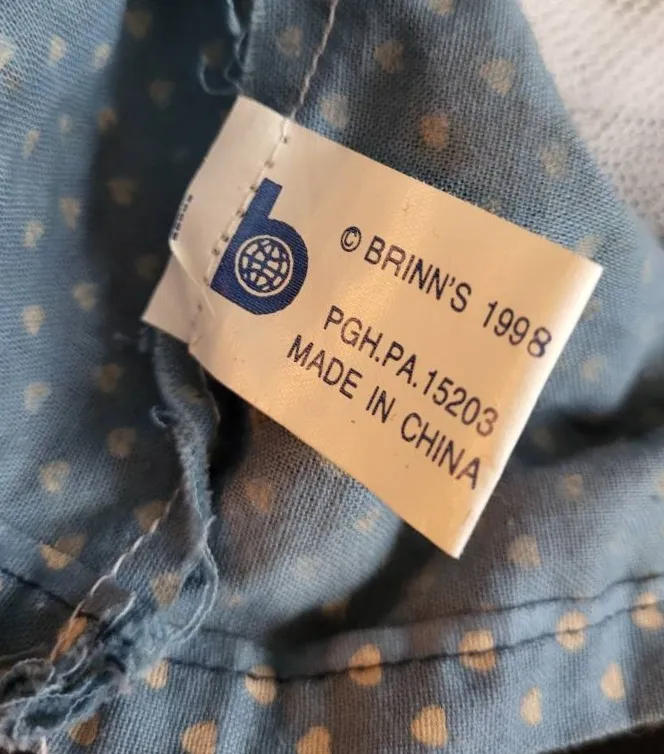 b
© BRINN'S 1998
PGH.PA.15203
MADE IN CHINA